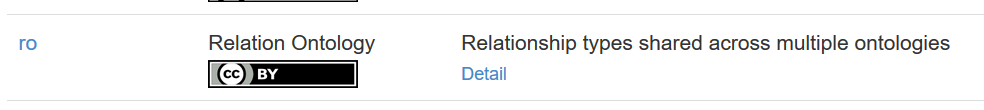 ro
Relation Ontology
Relationship types shared across multiple ontologies
cc BY
Detail